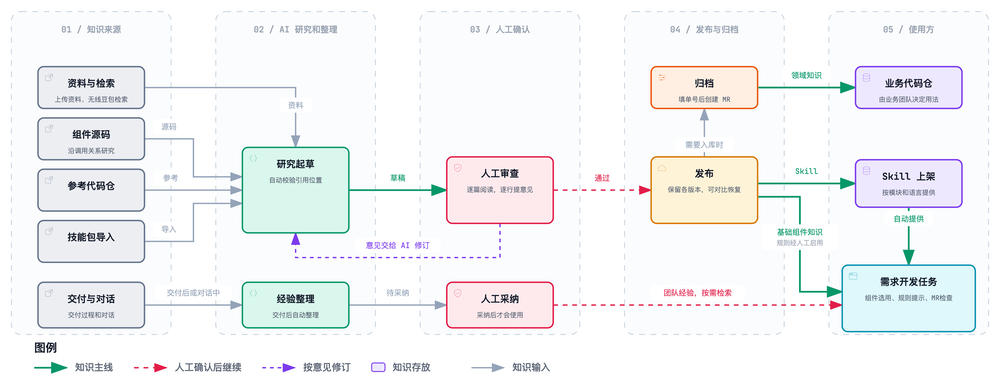 01 / 知识来源
02 / AI 研究和整理
03 / 人工确认
04 / 发布与归档
05 / 使用方
资料与检索
上传资料、无线豆包检索
组件源码
沿调用关系研究
参考代码仓
技能包导入
交付与对话
交付过程和对话
源码
参考
导入
交付后或对话中
资料
研究起草
自动校验引用位置
经验整理
交付后自动整理
草稿
意见交给 AI 修订
待采纳
人工审查
逐篇阅读，逐行提意见
人工采纳
采纳后才会使用
通过
团队经验，按需检索
归档
填单号后创建 MR
需要入库时
发布
保留各版本，可对比恢复
领域知识
Skill
基础组件知识
规则经人工启用
业务代码仓
由业务团队决定用法
Skill 上架
按模块和语言提供
自动提供
需求开发任务
组件选用、规则提示、MR检查
图例
知识主线
人工确认后继续
按意见修订
知识存放
知识输入